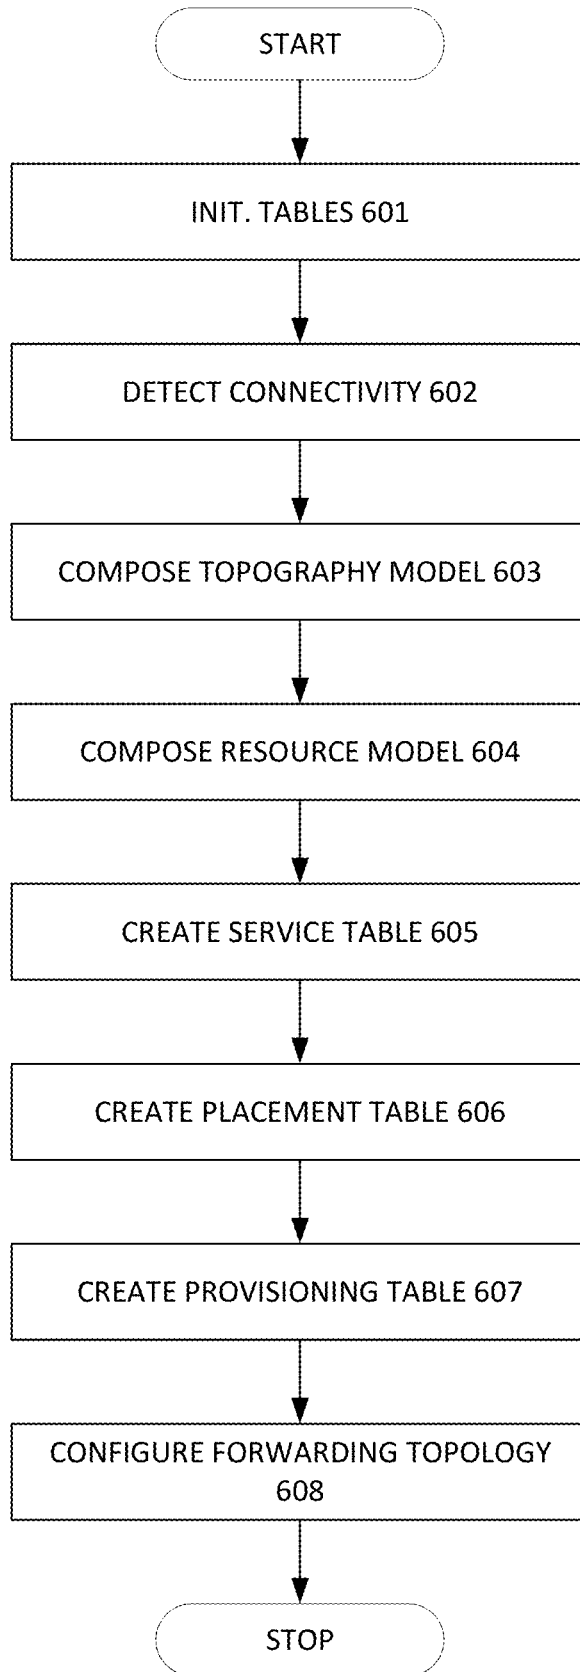 START
INIT. TABLES 601
DETECT CONNECTIVITY 602
COMPOSE TOPOGRAPHY MODEL 603
COMPOSE RESOURCE MODEL 604
CREATE SERVICE TABLE 605
CREATE PLACEMENT TABLE 606
CREATE PROVISIONING TABLE 607
CONFIGURE FORWARDING TOPOLOGY
608
STOP